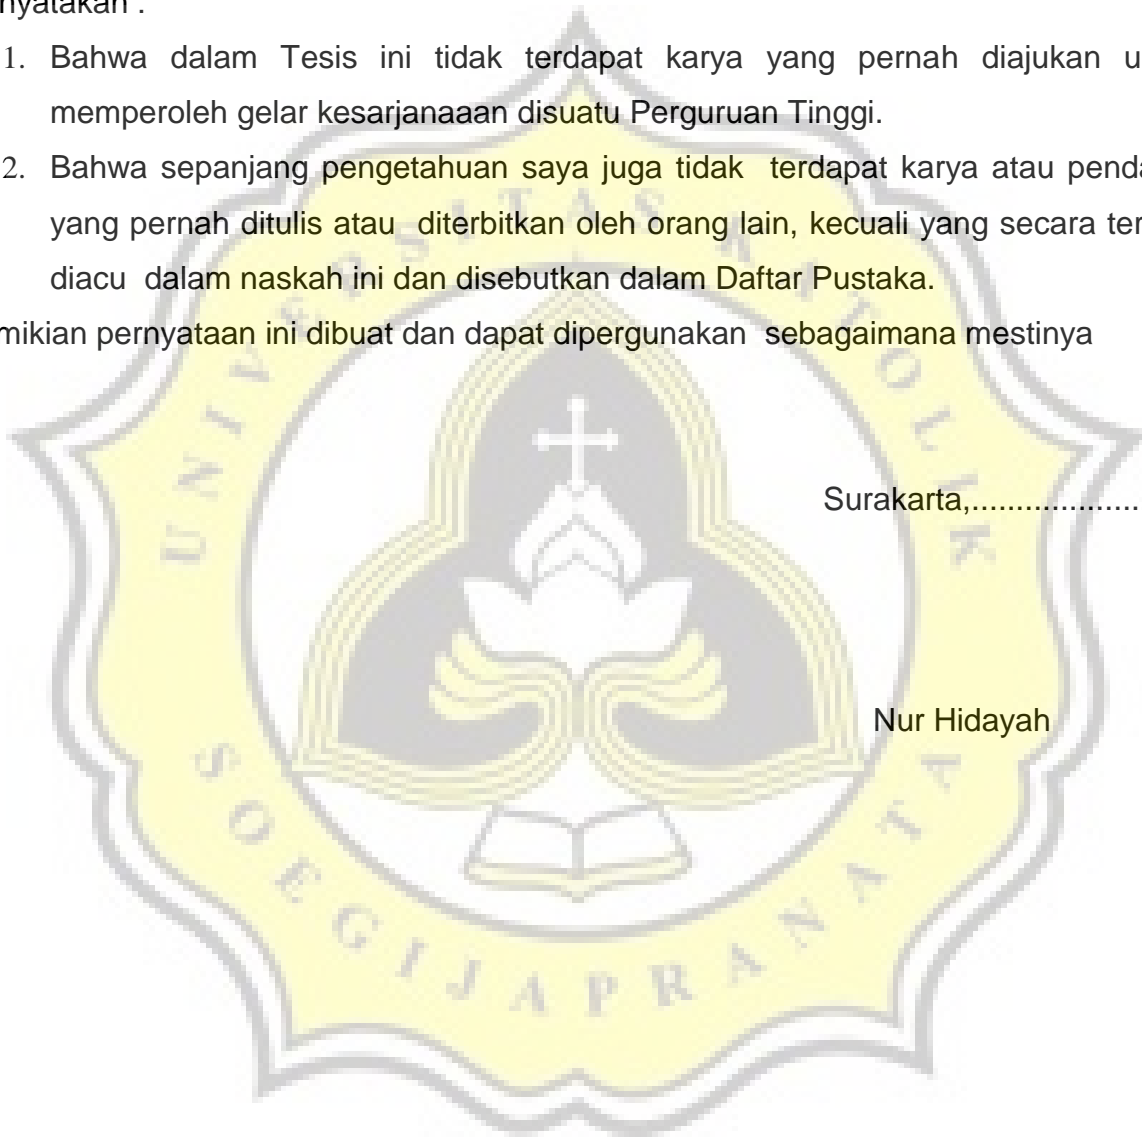 nyatakan :
1. Bahwa dalam Tesis ini tidak terdapat karya yang pernah diajukan u
memperoleh gelar kesarjanaaan disuatu Perguruan Tinggi.
2. Bahwa sepanjang pengetahuan saya juga tidak terdapat karya atau penda
yang pernah ditulis atau diterbitkan oleh orang lain, kecuali yang secara ter
diacu dalam naskah ini dan disebutkan dalam Daftar Pustaka.
mikian pernyataan ini dibuat dan dapat dipergunakan sebagaimana mestinya
Surakarta,...................
Nur Hidayah
UNIVERSITAS KATOLIK
SOEGIJAPRANATA